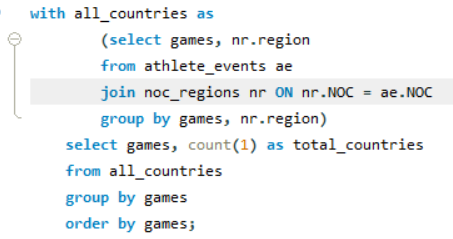 with all_countries as
(select games, nr.region
from athlete_events ae
join noc_regions nr ON nr.NOC = ae.NOC
group by games, nr.region)
select games, count(1) as total_countries
from all_countries
group by games
order by games;